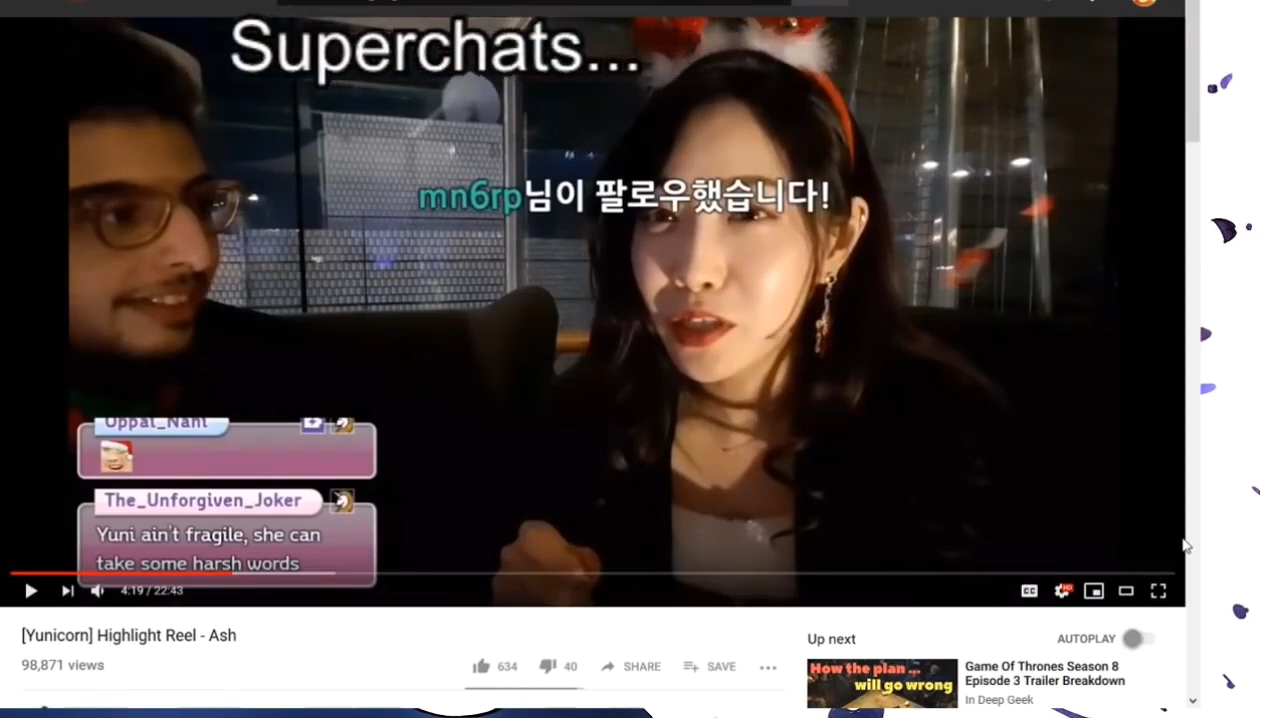 Superchats...
mn6rp님이 팔로우했습니다!
Oppai_Nani
The_Unforgiven_Joker
Yuni ain't fragile, she can
take some harsh words
4:19 / 22:43
CC
HD
[Yunicorn] Highlight Reel - Ash
98,871 views
634
40
SHARE
SAVE
Up next
AUTOPLAY
How the plan ...
will go wrong
Game Of Thrones Season 8
Episode 3 Trailer Breakdown
In Deep Geek